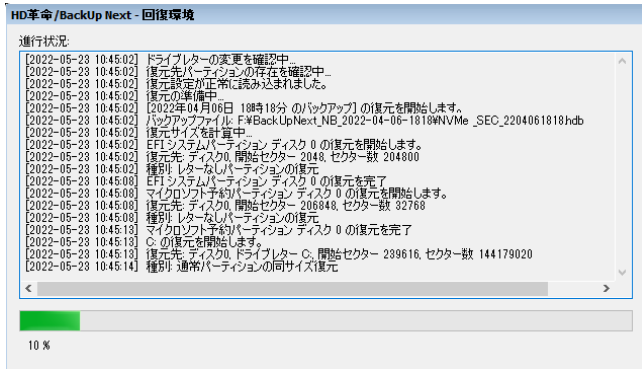 HD革命/BackUp Next - 回復環境
進行状況:
[2022-05-23 10:45:02] ドライブレターの変更を確認中...
[2022-05-23 10:45:02] 復元先パーティションの存在を確認中...
[2022-05-23 10:45:02] 復元設定が正常に読み込まれました。
[2022-05-23 10:45:02] 復元の準備中...
[2022-05-23 10:45:02] [2022年04月06日 18時18分 のバックアップ] の復元を開始します。
[2022-05-23 10:45:02] バックアップファイル: F:¥BackUpNext_NB_2022-04-06-1818¥NVMe _SEC_2204061818.hdb
[2022-05-23 10:45:02] 復元サイズを計算中...
[2022-05-23 10:45:02] EFI システムパーティション ディスク 0 の復元を開始します。
[2022-05-23 10:45:02] 復元先: ディスク0, 開始セクター 2048, セクター数 204800
[2022-05-23 10:45:02] 種別: レターなしパーティションの復元
[2022-05-23 10:45:08] EFI システムパーティション ディスク 0 の復元を完了
[2022-05-23 10:45:08] マイクロソフト予約パーティション ディスク 0 の復元を開始します。
[2022-05-23 10:45:08] 復元先: ディスク0, 開始セクター 206848, セクター数 32768
[2022-05-23 10:45:08] 種別: レターなしパーティションの復元
[2022-05-23 10:45:13] マイクロソフト予約パーティション ディスク 0 の復元を完了
[2022-05-23 10:45:13] C: の復元を開始します。
[2022-05-23 10:45:13] 復元先: ディスク0, ドライブレター C:, 開始セクター 239616, セクター数 144179020
[2022-05-23 10:45:14] 種別: 通常パーティションの同サイズ復元
10 %